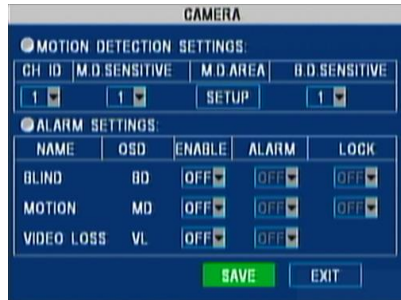 CAMERA
MOTION DETECTION SETTINGS:
CH ID M.D.SENSITIVE M.D.AREA B.D.SENSITIVE
1 1 SETUP 1
ALARM SETTINGS:
NAME OSD ENABLE ALARM LOCK
BLIND BD OFF OFF OFF
MOTION MD OFF OFF OFF
VIDEO LOSS VL OFF OFF
SAVE EXIT